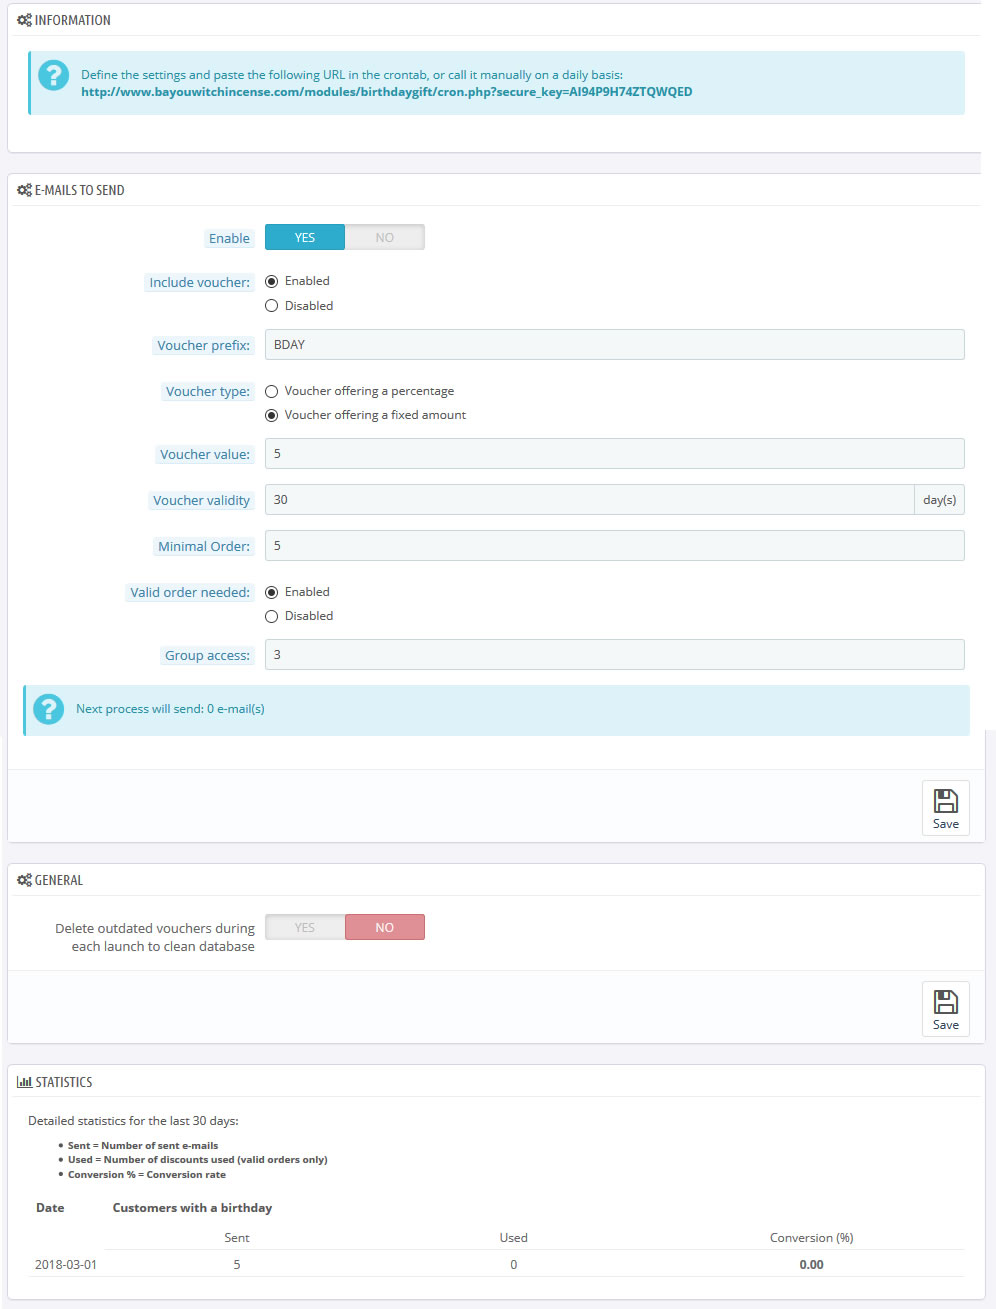 INFORMATION
Define the settings and paste the following URL in the crontab, or call it manually on a daily basis:
http://www.bayouwitchincense.com/modules/birthdaygift/cron.php?secure_key=AI94P9H74ZTQWQED
E-MAILS TO SEND
Enable YES NO
Include voucher: Enabled
Disabled
Voucher prefix: BDAY
Voucher type: Voucher offering a percentage
Voucher offering a fixed amount
Voucher value: 5
Voucher validity 30 day(s)
Minimal Order: 5
Valid order needed: Enabled
Disabled
Group access: 3
Next process will send: 0 e-mail(s)
Save
GENERAL
Delete outdated vouchers during YES NO
each launch to clean database
Save
STATISTICS
Detailed statistics for the last 30 days:
• Sent = Number of sent e-mails
• Used = Number of discounts used (valid orders only)
• Conversion % = Conversion rate
Date Customers with a birthday
Sent Used Conversion (%)
2018-03-01 5 0 0.00